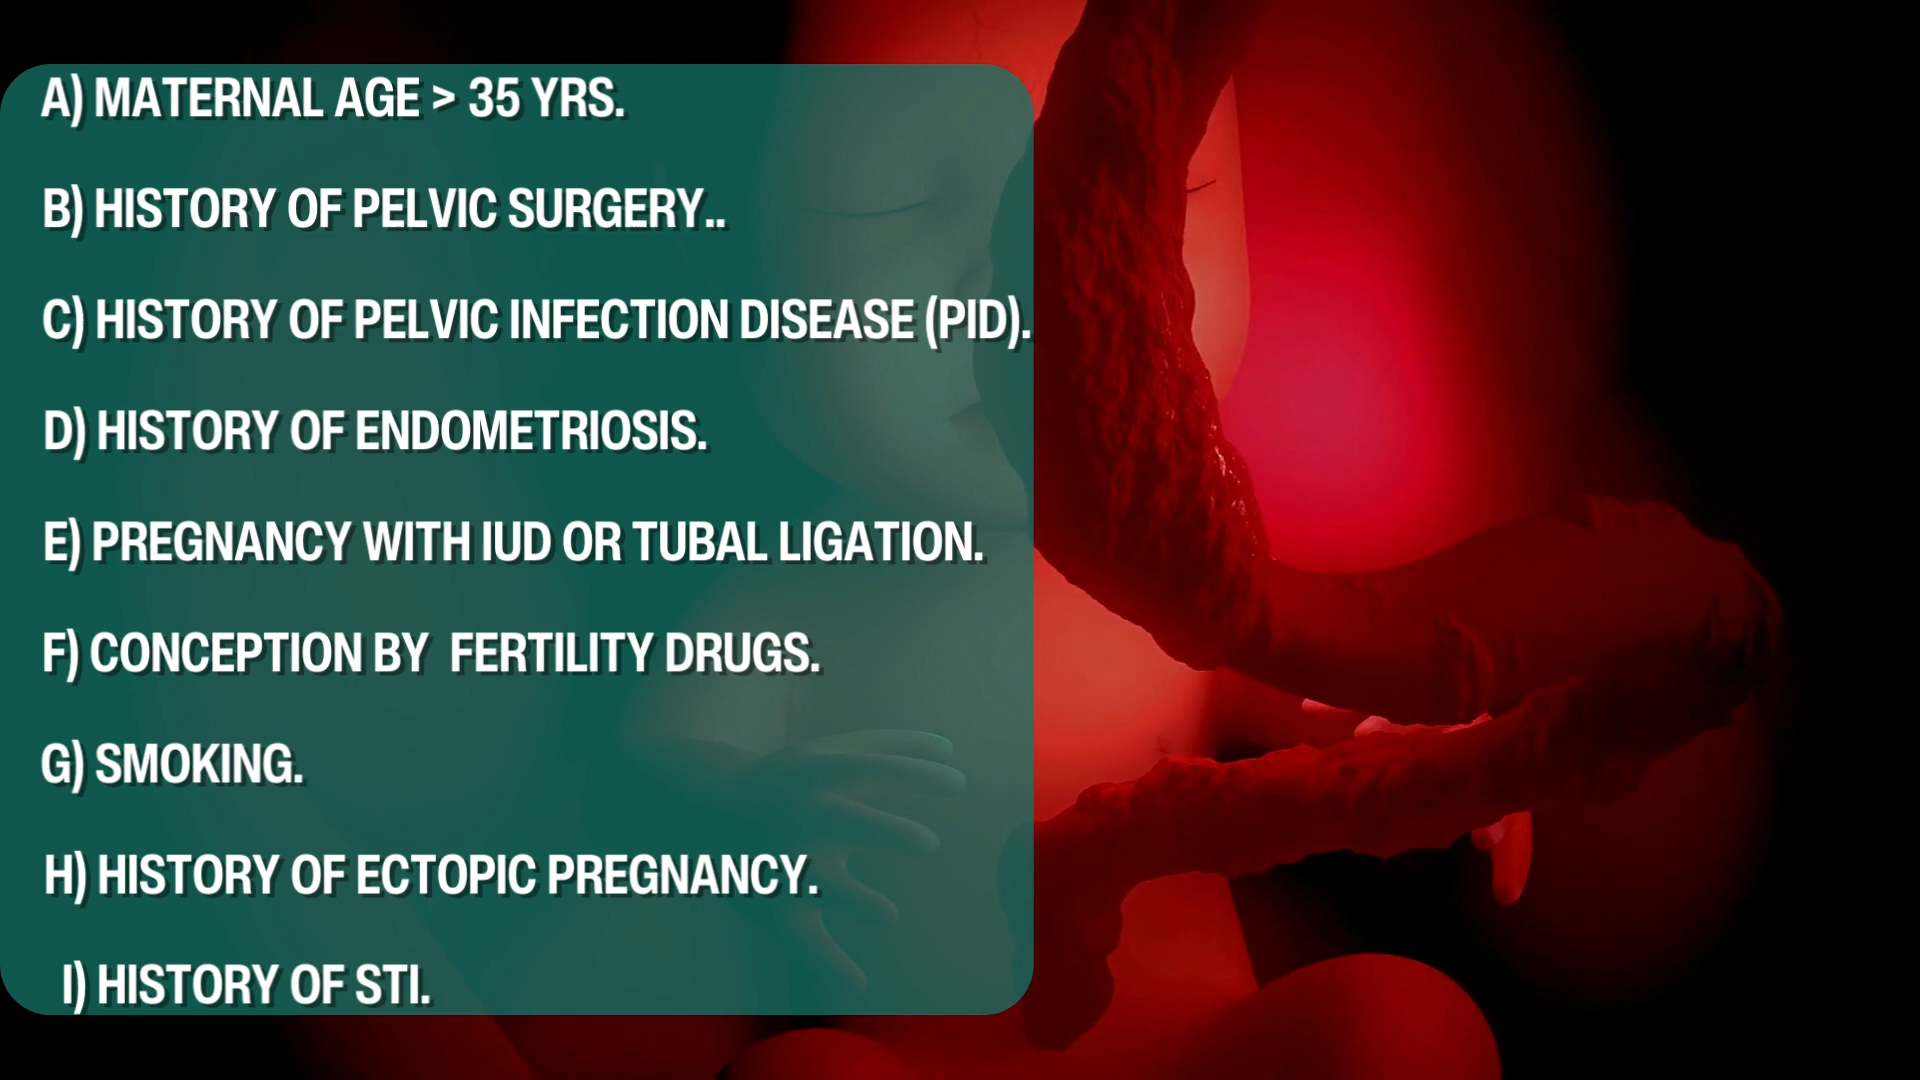 A) MATERNAL AGE > 35 YRS.
B) HISTORY OF PELVIC SURGERY..
C) HISTORY OF PELVIC INFECTION DISEASE (PID).
D) HISTORY OF ENDOMETRIOSIS.
E) PREGNANCY WITH IUD OR TUBAL LIGATION.
F) CONCEPTION BY  FERTILITY DRUGS.
G) SMOKING.
H) HISTORY OF ECTOPIC PREGNANCY.
I) HISTORY OF STI.